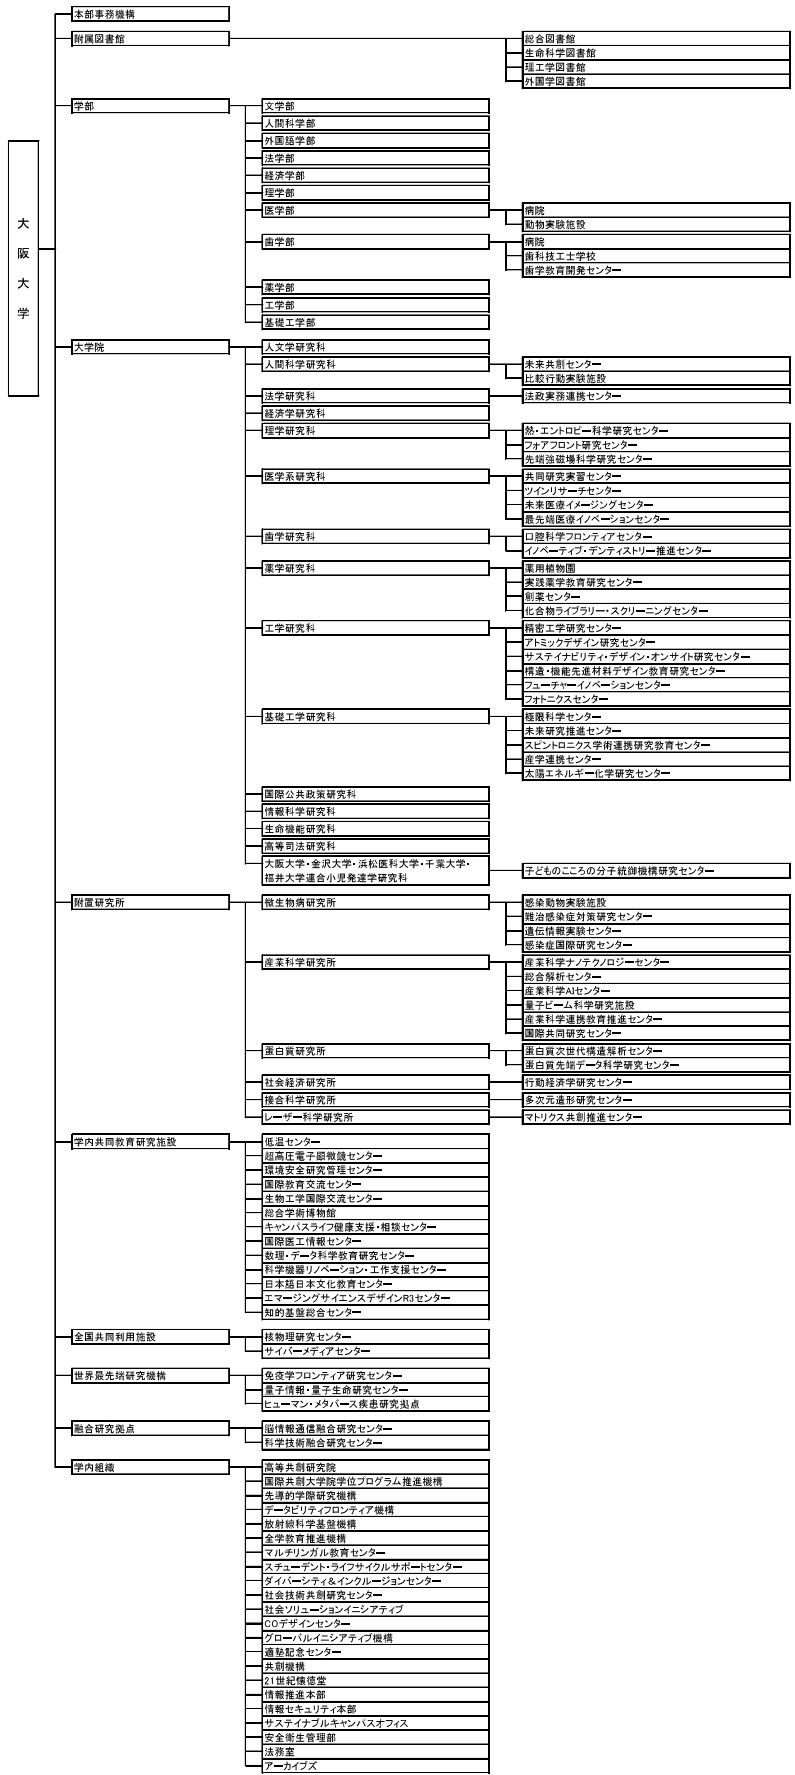 大阪大学
本部事務機構
附属図書館
総合図書館
生命科学図書館
理工学図書館
外国学図書館
学部
文学部
人間科学部
外国語学部
法学部
経済学部
理学部
医学部
病院
動物実験施設
歯学部
病院
歯科技工士学校
歯学教育開発センター
薬学部
工学部
基礎工学部
大学院
人文学研究科
人間科学研究科
未来共創センター
比較行動実験施設
法学研究科
法政実務連携センター
経済学研究科
理学研究科
熱・エントロピー科学研究センター
フォアフロント研究センター
先端強磁場科学研究センター
医学系研究科
共同研究実習センター
ツインリサーチセンター
未来医療イメージングセンター
最先端医療イノベーションセンター
歯学研究科
口腔科学フロンティアセンター
イノベーティブ・デンティストリー推進センター
薬学研究科
薬用植物園
実践薬学教育研究センター
創薬センター
化合物ライブラリー・スクリーニングセンター
工学研究科
精密工学研究センター
アトミックデザイン研究センター
サステイナビリティ・デザイン・オンサイト研究センター
構造・機能先進材料デザイン教育研究センター
フューチャーイノベーションセンター
フォトニクスセンター
基礎工学研究科
極限科学センター
未来研究推進センター
スピントロニクス学術連携研究教育センター
産学連携センター
太陽エネルギー化学研究センター
国際公共政策研究科
情報科学研究科
生命機能研究科
高等司法研究科
大阪大学・金沢大学・浜松医科大学・千葉大学・
福井大学連合小児発達学研究科
子どものこころの分子統御機構研究センター
附置研究所
微生物病研究所
感染動物実験施設
難治感染症対策研究センター
遺伝情報実験センター
感染症国際研究センター
産業科学研究所
産業科学ナノテクノロジーセンター
総合解析センター
産業科学AIセンター
量子ビーム科学研究施設
産業科学連携教育推進センター
国際共同研究センター
蛋白質研究所
蛋白質次世代構造解析センター
蛋白質先端データ科学研究センター
社会経済研究所
行動経済学研究センター
接合科学研究所
多次元造形研究センター
レーザー科学研究所
マトリクス共創推進センター
学内共同教育研究施設
低温センター
超高圧電子顕微鏡センター
環境安全研究管理センター
国際教育交流センター
生物工学国際交流センター
総合学術博物館
キャンパスライフ健康支援・相談センター
国際医工情報センター
数理・データ科学教育研究センター
科学機器リノベーション・工作支援センター
日本語日本文化教育センター
エマージングサイエンスデザインR3センター
知的基盤総合センター
全国共同利用施設
核物理研究センター
サイバーメディアセンター
世界最先端研究機構
免疫学フロンティア研究センター
量子情報・量子生命研究センター
ヒューマン・メタバース疾患研究拠点
融合研究拠点
脳情報通信融合研究センター
科学技術融合研究センター
学内組織
高等共創研究院
国際共創大学院学位プログラム推進機構
先導的学際研究機構
データビリティフロンティア機構
放射線科学基盤機構
全学教育推進機構
マルチリンガル教育センター
スチューデント・ライフサイクルサポートセンター
ダイバーシティ＆インクルージョンセンター
社会技術共創研究センター
社会ソリューションイニシアティブ
COデザインセンター
グローバルイニシアティブ機構
適塾記念センター
共創機構
21世紀懐徳堂
情報推進本部
情報セキュリティ本部
サステイナブルキャンパスオフィス
安全衛生管理部
法務室
アーカイブズ